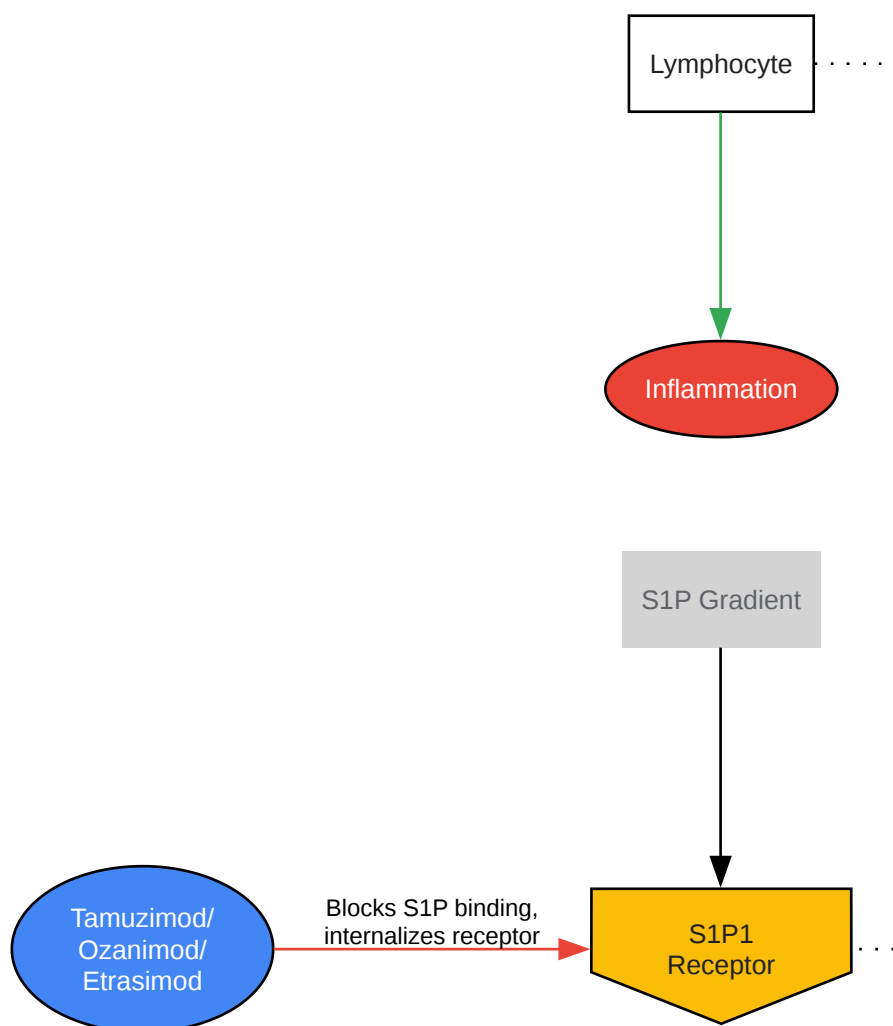 Lymphocyte
Inflammation
S1P Gradient
Blocks S1P binding,
internalizes receptor
Tamuzimod/
Ozanimod/
Etrasimod
S1P1
Receptor